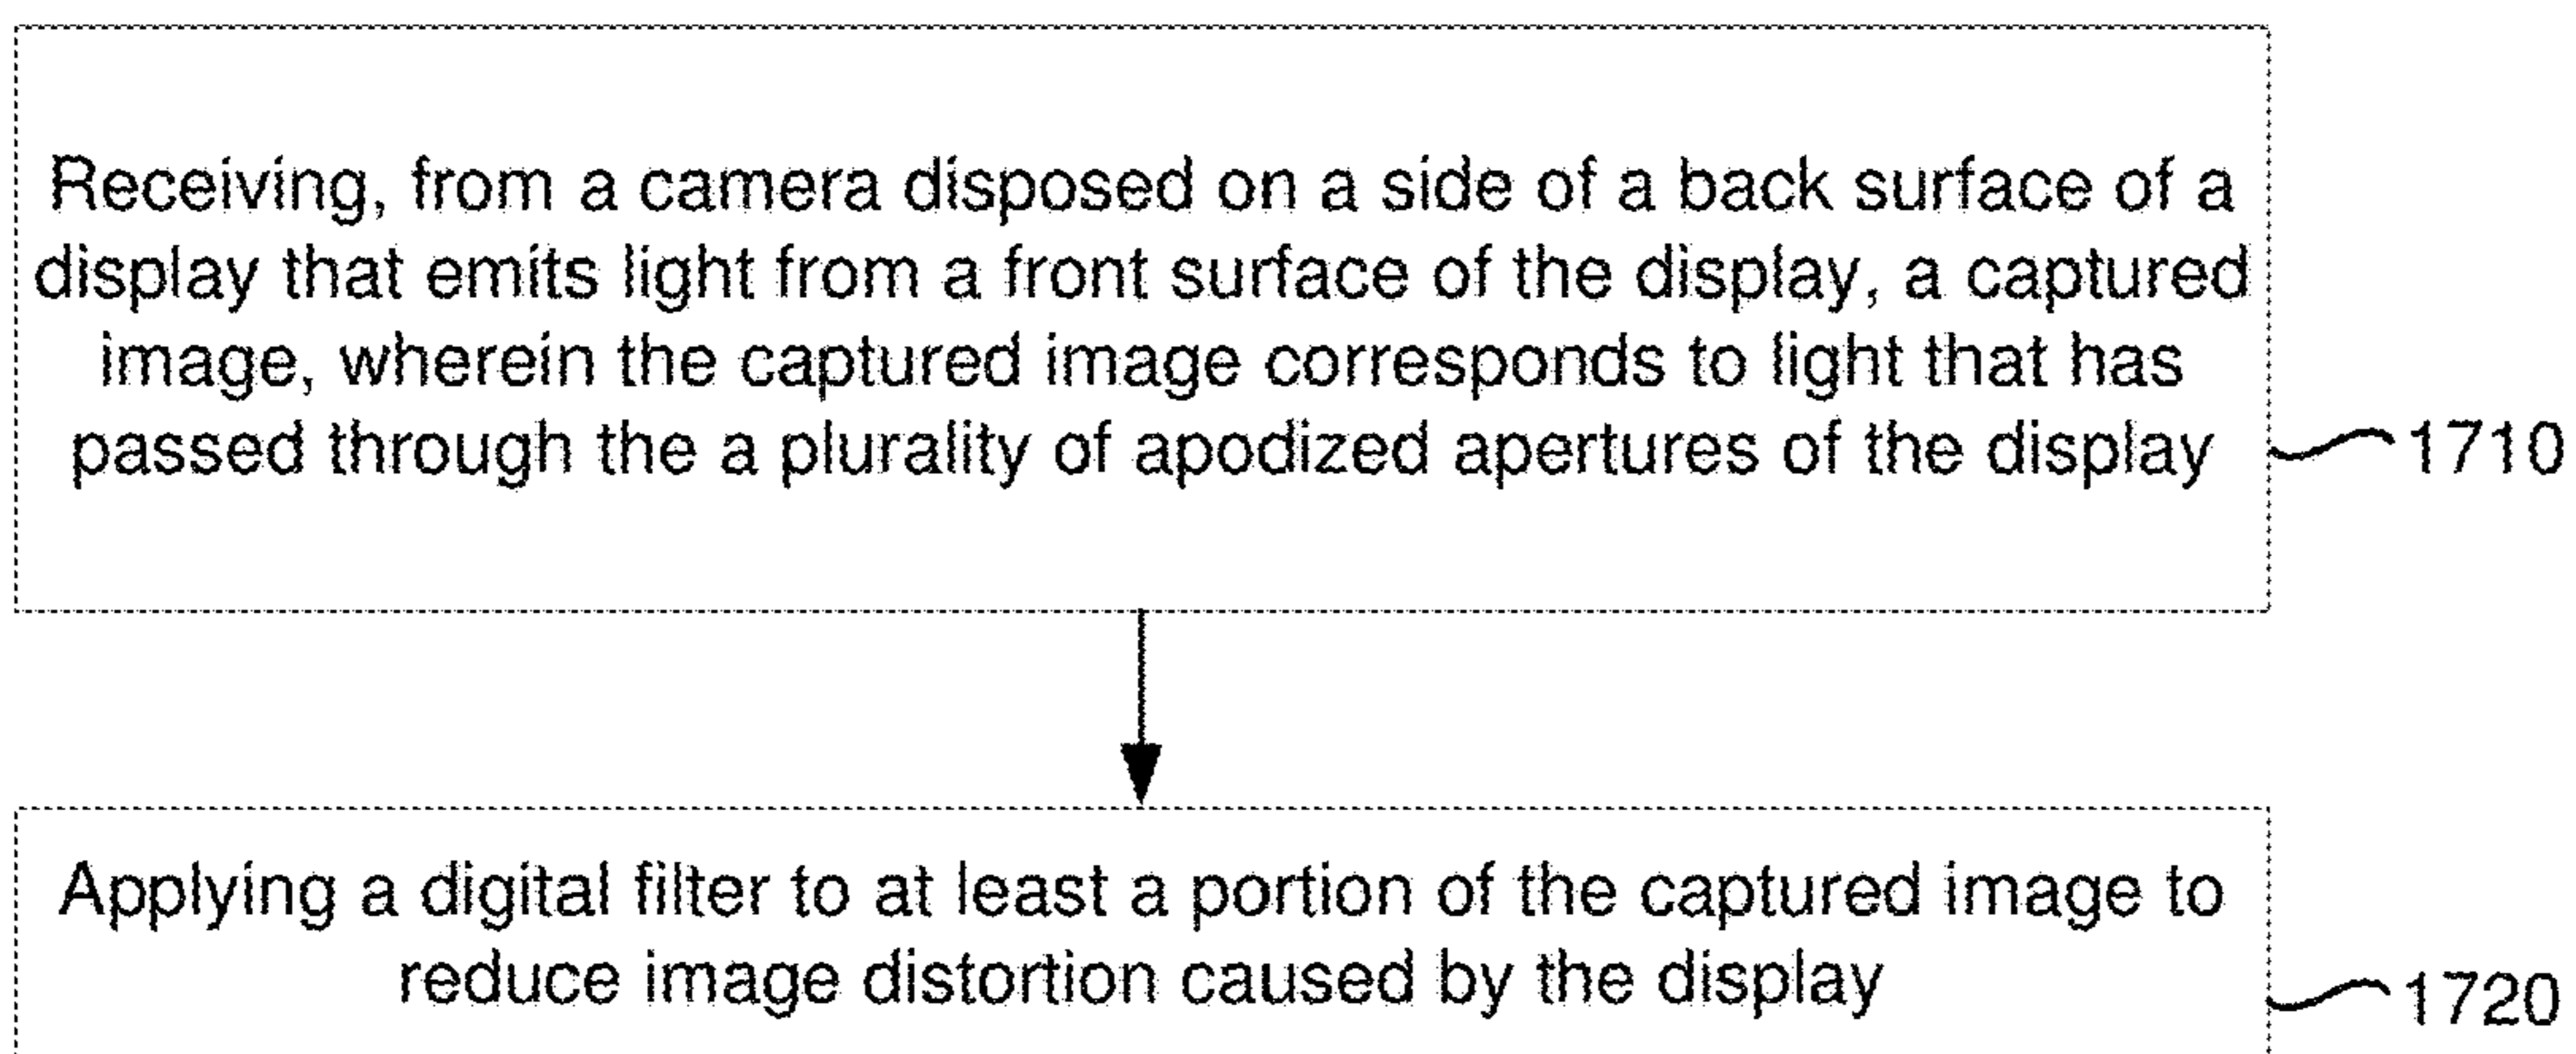 Receiving, from a camera disposed on a side of a back surface of a
display that emits light from a front surface of the display, a captured
image, wherein the captured image corresponds to light that has
passed through the a plurality of apodized apertures of the display
1710
Applying a digital filter to at least a portion of the captured image to
reduce image distortion caused by the display
1720